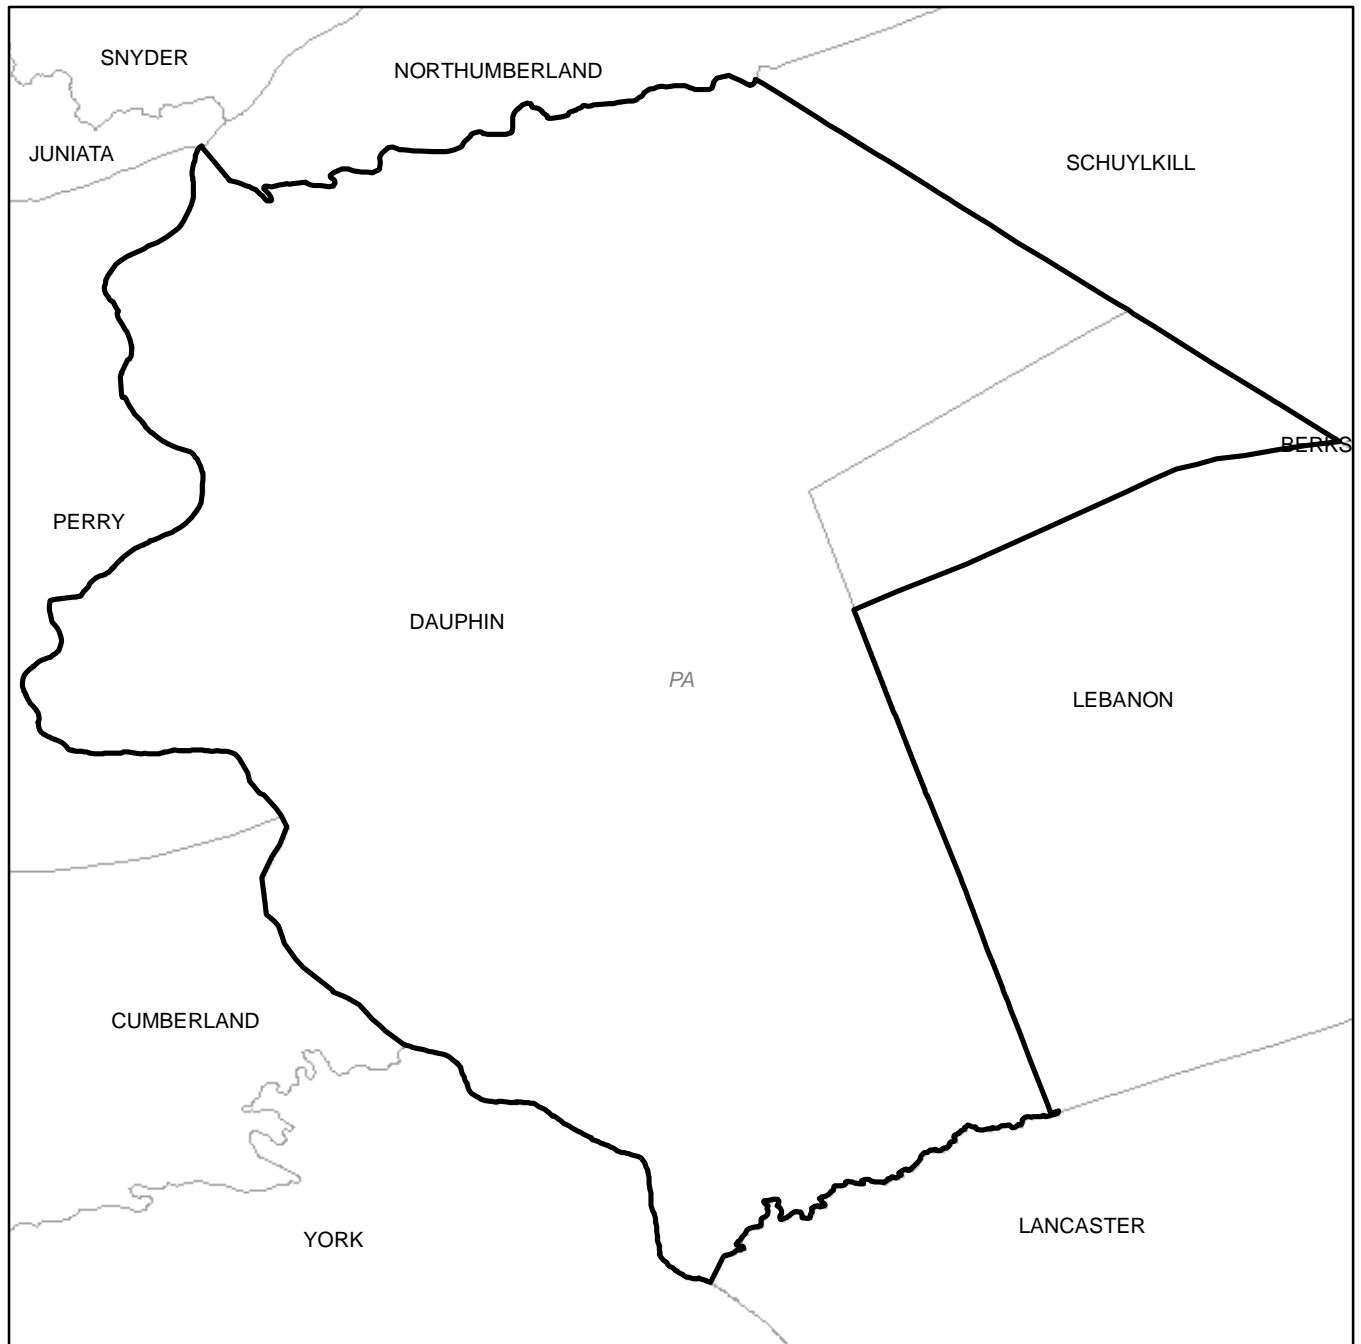 SNYDER
NORTHUMBERLAND
JUNIATA
SCHUYLKILL
BERKS
PERRY
DAUPHIN
PA
LEBANON
CUMBERLAND
LANCASTER
YORK